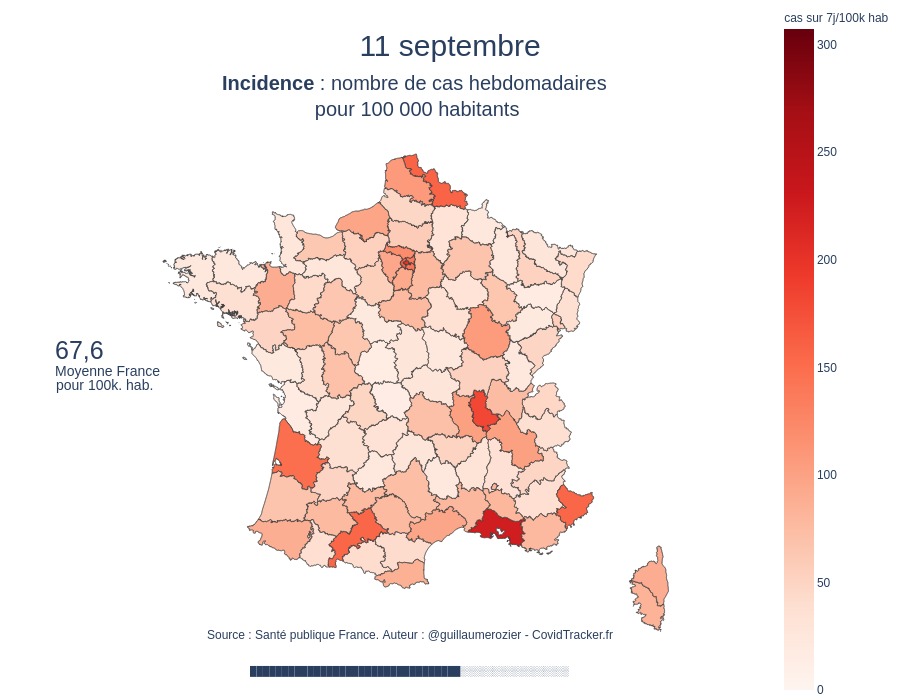 cas sur 7j/100k hab
11 septembre
Incidence : nombre de cas hebdomadaires
pour 100 000 habitants
300
250
200
150
100
50
0
67,6
Moyenne France
pour 100k. hab.
Source : Santé publique France. Auteur : @guillaumerozier - CovidTracker.fr